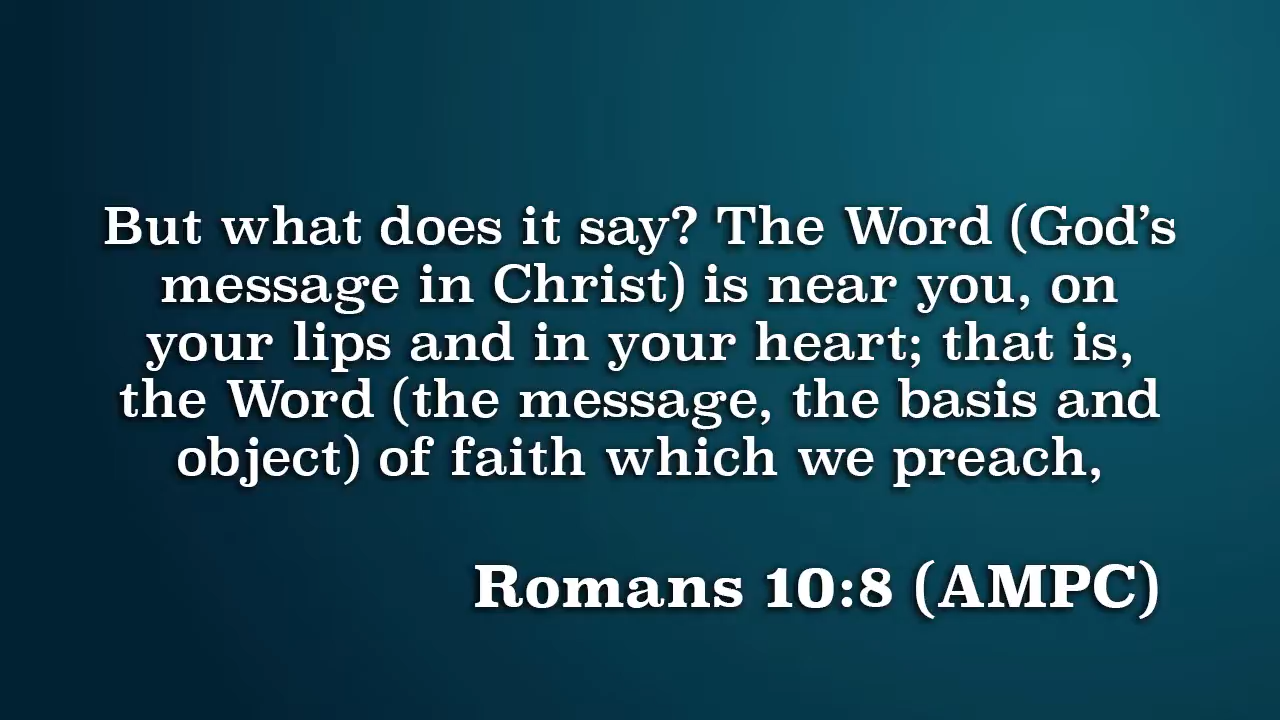 But what does it say? The Word (God’s
message in Christ) is near you, on
your lips and in your heart; that is,
the Word (the message, the basis and
object) of faith which we preach,
Romans 10:8 (AMPC)